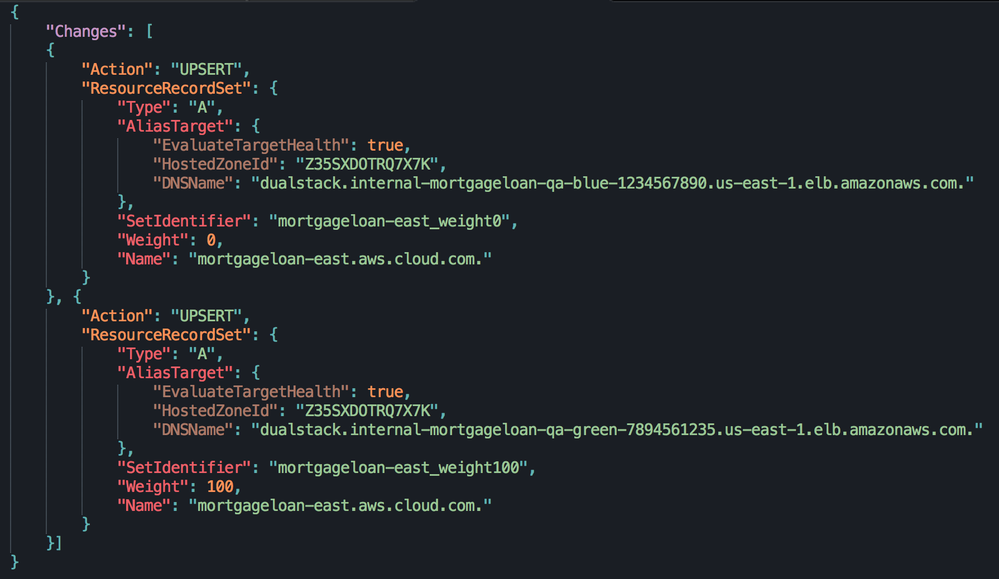 {
    "Changes": [
    {
        "Action": "UPSERT",
        "ResourceRecordSet": {
            "Type": "A",
            "AliasTarget": {
                "EvaluateTargetHealth": true,
                "HostedZoneId": "Z35SXDOTRQ7X7K",
                "DNSName": "dualstack.internal-mortgageloan-qa-blue-1234567890.us-east-1.elb.amazonaws.com."
            },
            "SetIdentifier": "mortgageloan-east_weight0",
            "Weight": 0,
            "Name": "mortgageloan-east.aws.cloud.com."
        }
    }, {
        "Action": "UPSERT",
        "ResourceRecordSet": {
            "Type": "A",
            "AliasTarget": {
                "EvaluateTargetHealth": true,
                "HostedZoneId": "Z35SXDOTRQ7X7K",
                "DNSName": "dualstack.internal-mortgageloan-qa-green-7894561235.us-east-1.elb.amazonaws.com."
            },
            "SetIdentifier": "mortgageloan-east_weight100",
            "Weight": 100,
            "Name": "mortgageloan-east.aws.cloud.com."
        }
    }]
}